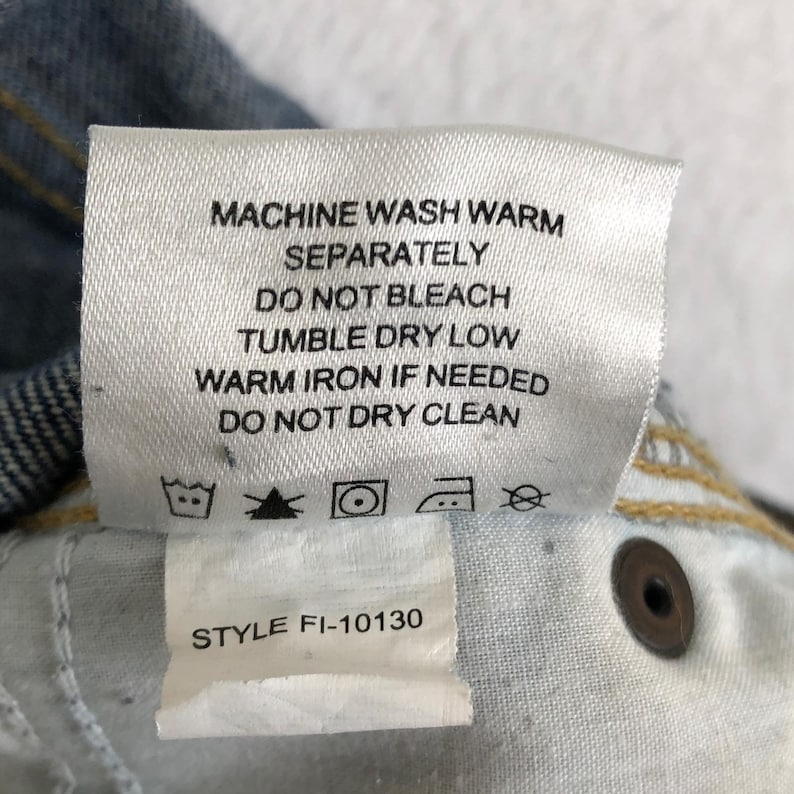 MACHINE WASH WARM
SEPARATELY
DO NOT BLEACH
TUMBLE DRY LOW
WARM IRON IF NEEDED
DO NOT DRY CLEAN
STYLE FI-10130